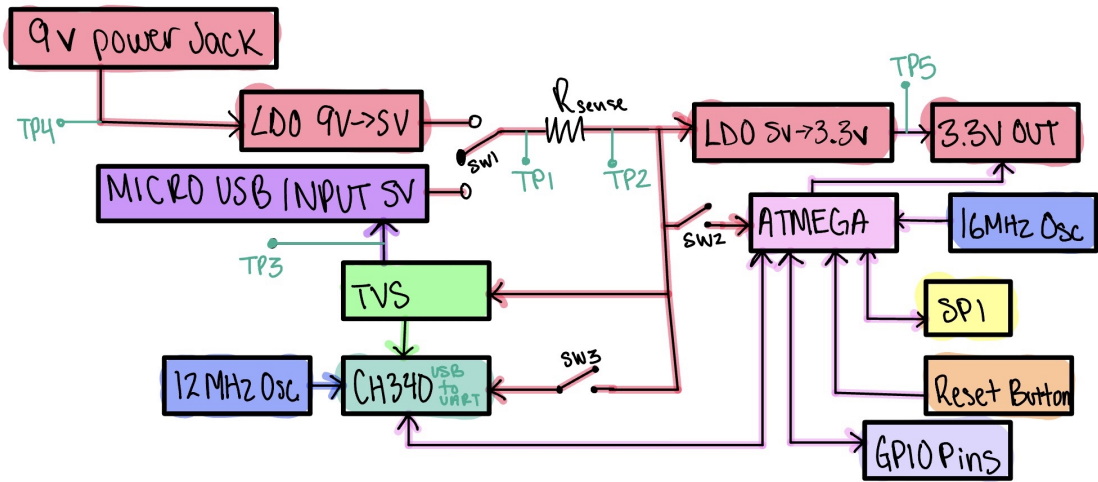 9V power Jack
TP5
Rsense
TP4
LDO 9V→5V
LDO 5V→3.3V
3.3V OUT
SW1
TP1
TP2
MICRO USB INPUT 5V
ATMEGA
16MHz Osc
SW2
TP3
TVS
SPI
SW3
12MHz Osc
CH340
USB
to
UART
Reset Button
GPIO Pins